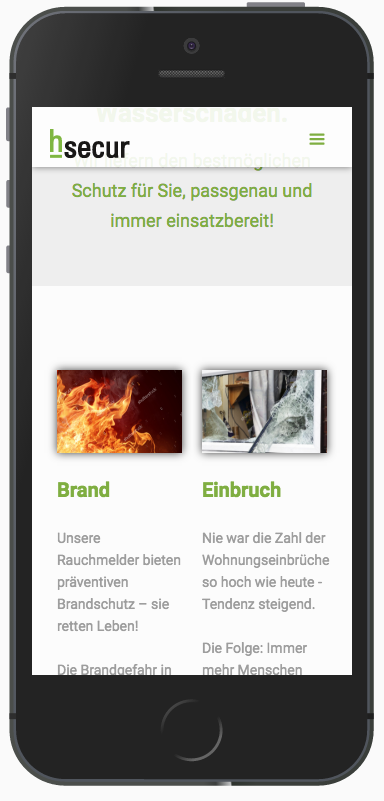 Wasserschäden.
hsecur
Wir liefern den bestmöglichen
Schutz für Sie, passgenau und
immer einsatzbereit!
Brand
Unsere
Rauchmelder bieten
präventiven
Brandschutz – sie
retten Leben!
Die Brandgefahr in
Einbruch
Nie war die Zahl der
Wohnungseinbrüche
so hoch wie heute -
Tendenz steigend.
Die Folge: Immer
mehr Menschen